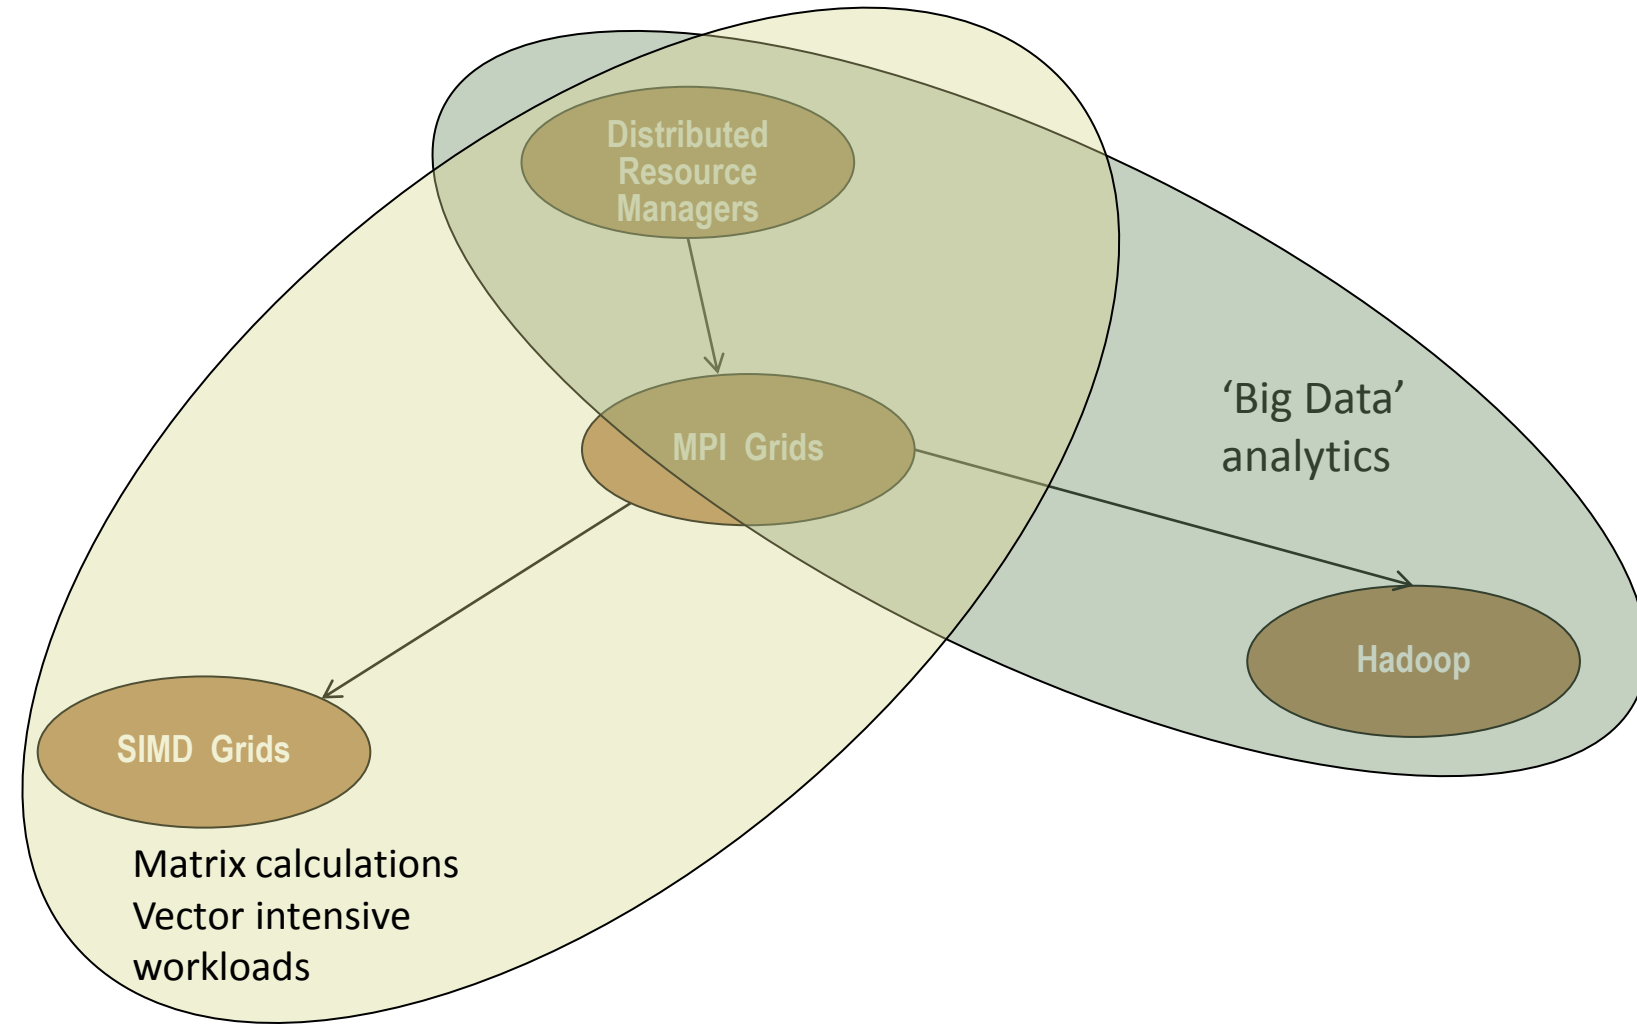 Distributed
Resource
Managers
MPI Grids
‘Big Data’
analytics
Hadoop
SIMD Grids
Matrix calculations
Vector intensive
workloads